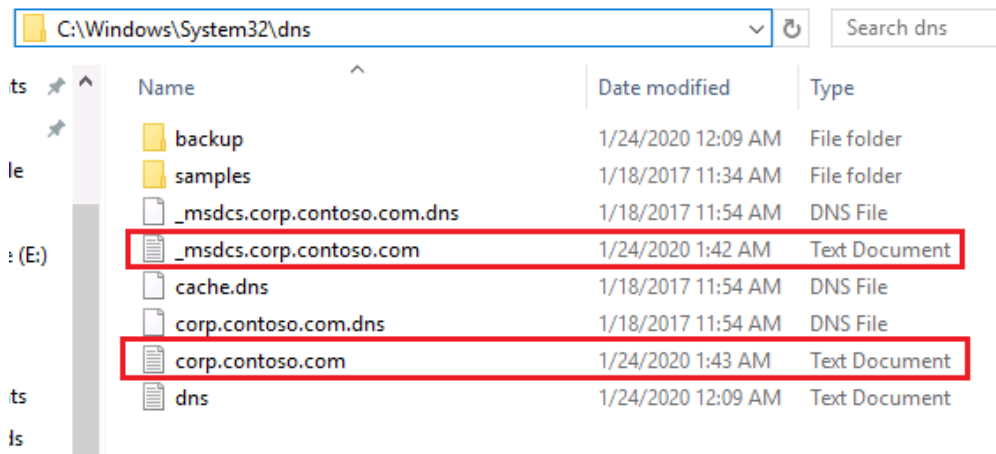 C:\Windows\System32\dns Search dns
Name Date modified Type
backup 1/24/2020 12:09 AM File folder
samples 1/18/2017 11:34 AM File folder
_msdcs.corp.contoso.com.dns 1/18/2017 11:54 AM DNS File
_msdcs.corp.contoso.com 1/24/2020 1:42 AM Text Document
(E:)
cache.dns 1/18/2017 11:54 AM DNS File
corp.contoso.com.dns 1/18/2017 11:54 AM DNS File
corp.contoso.com 1/24/2020 1:43 AM Text Document
dns 1/24/2020 12:09 AM Text Document